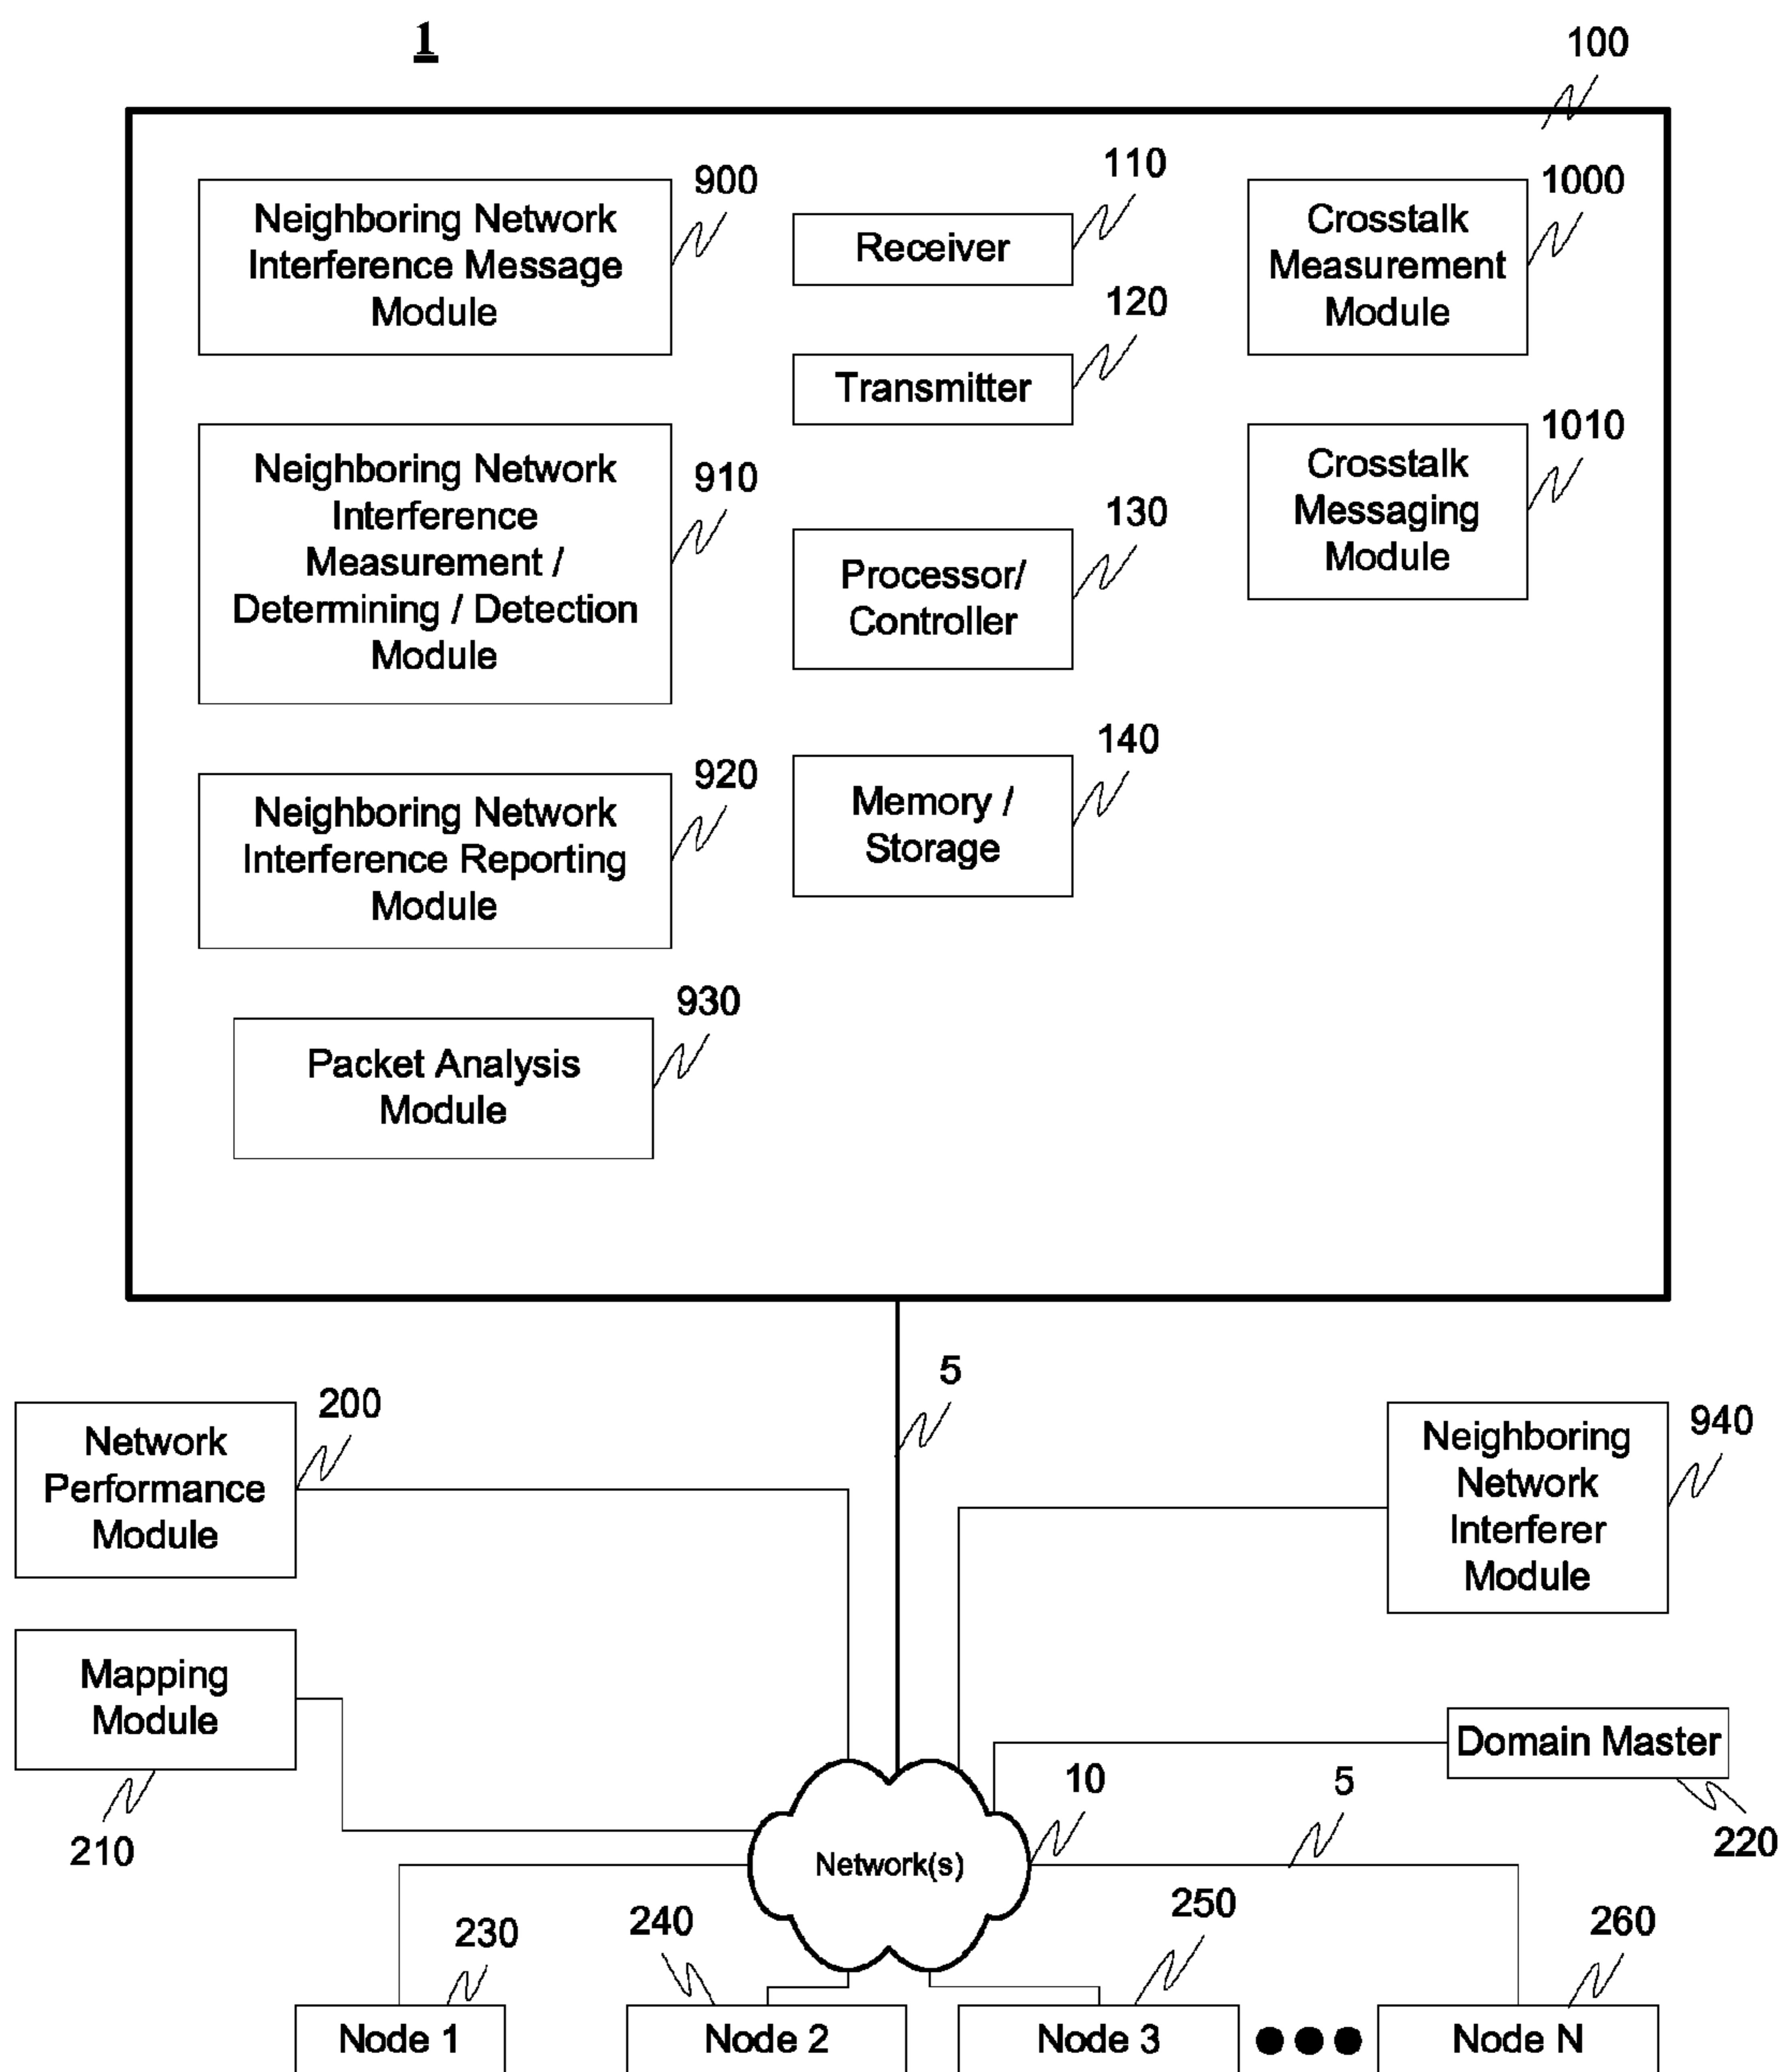 1
100
900
Neighboring Network
Interference Message
Module
110
Receiver
1000
Crosstalk
Measurement
Module
120
Transmitter
910
Neighboring Network
Interference
Measurement /
Determining / Detection
Module
130
Processor/
Controller
1010
Crosstalk
Messaging
Module
920
Neighboring Network
Interference Reporting
Module
140
Memory /
Storage
930
Packet Analysis
Module
5
200
Network
Performance
Module
940
Neighboring
Network
Interferer
Module
Mapping
Module
210
Domain Master
220
10
5
Network(s)
230
240
250
260
Node 1
Node 2
Node 3
Node N